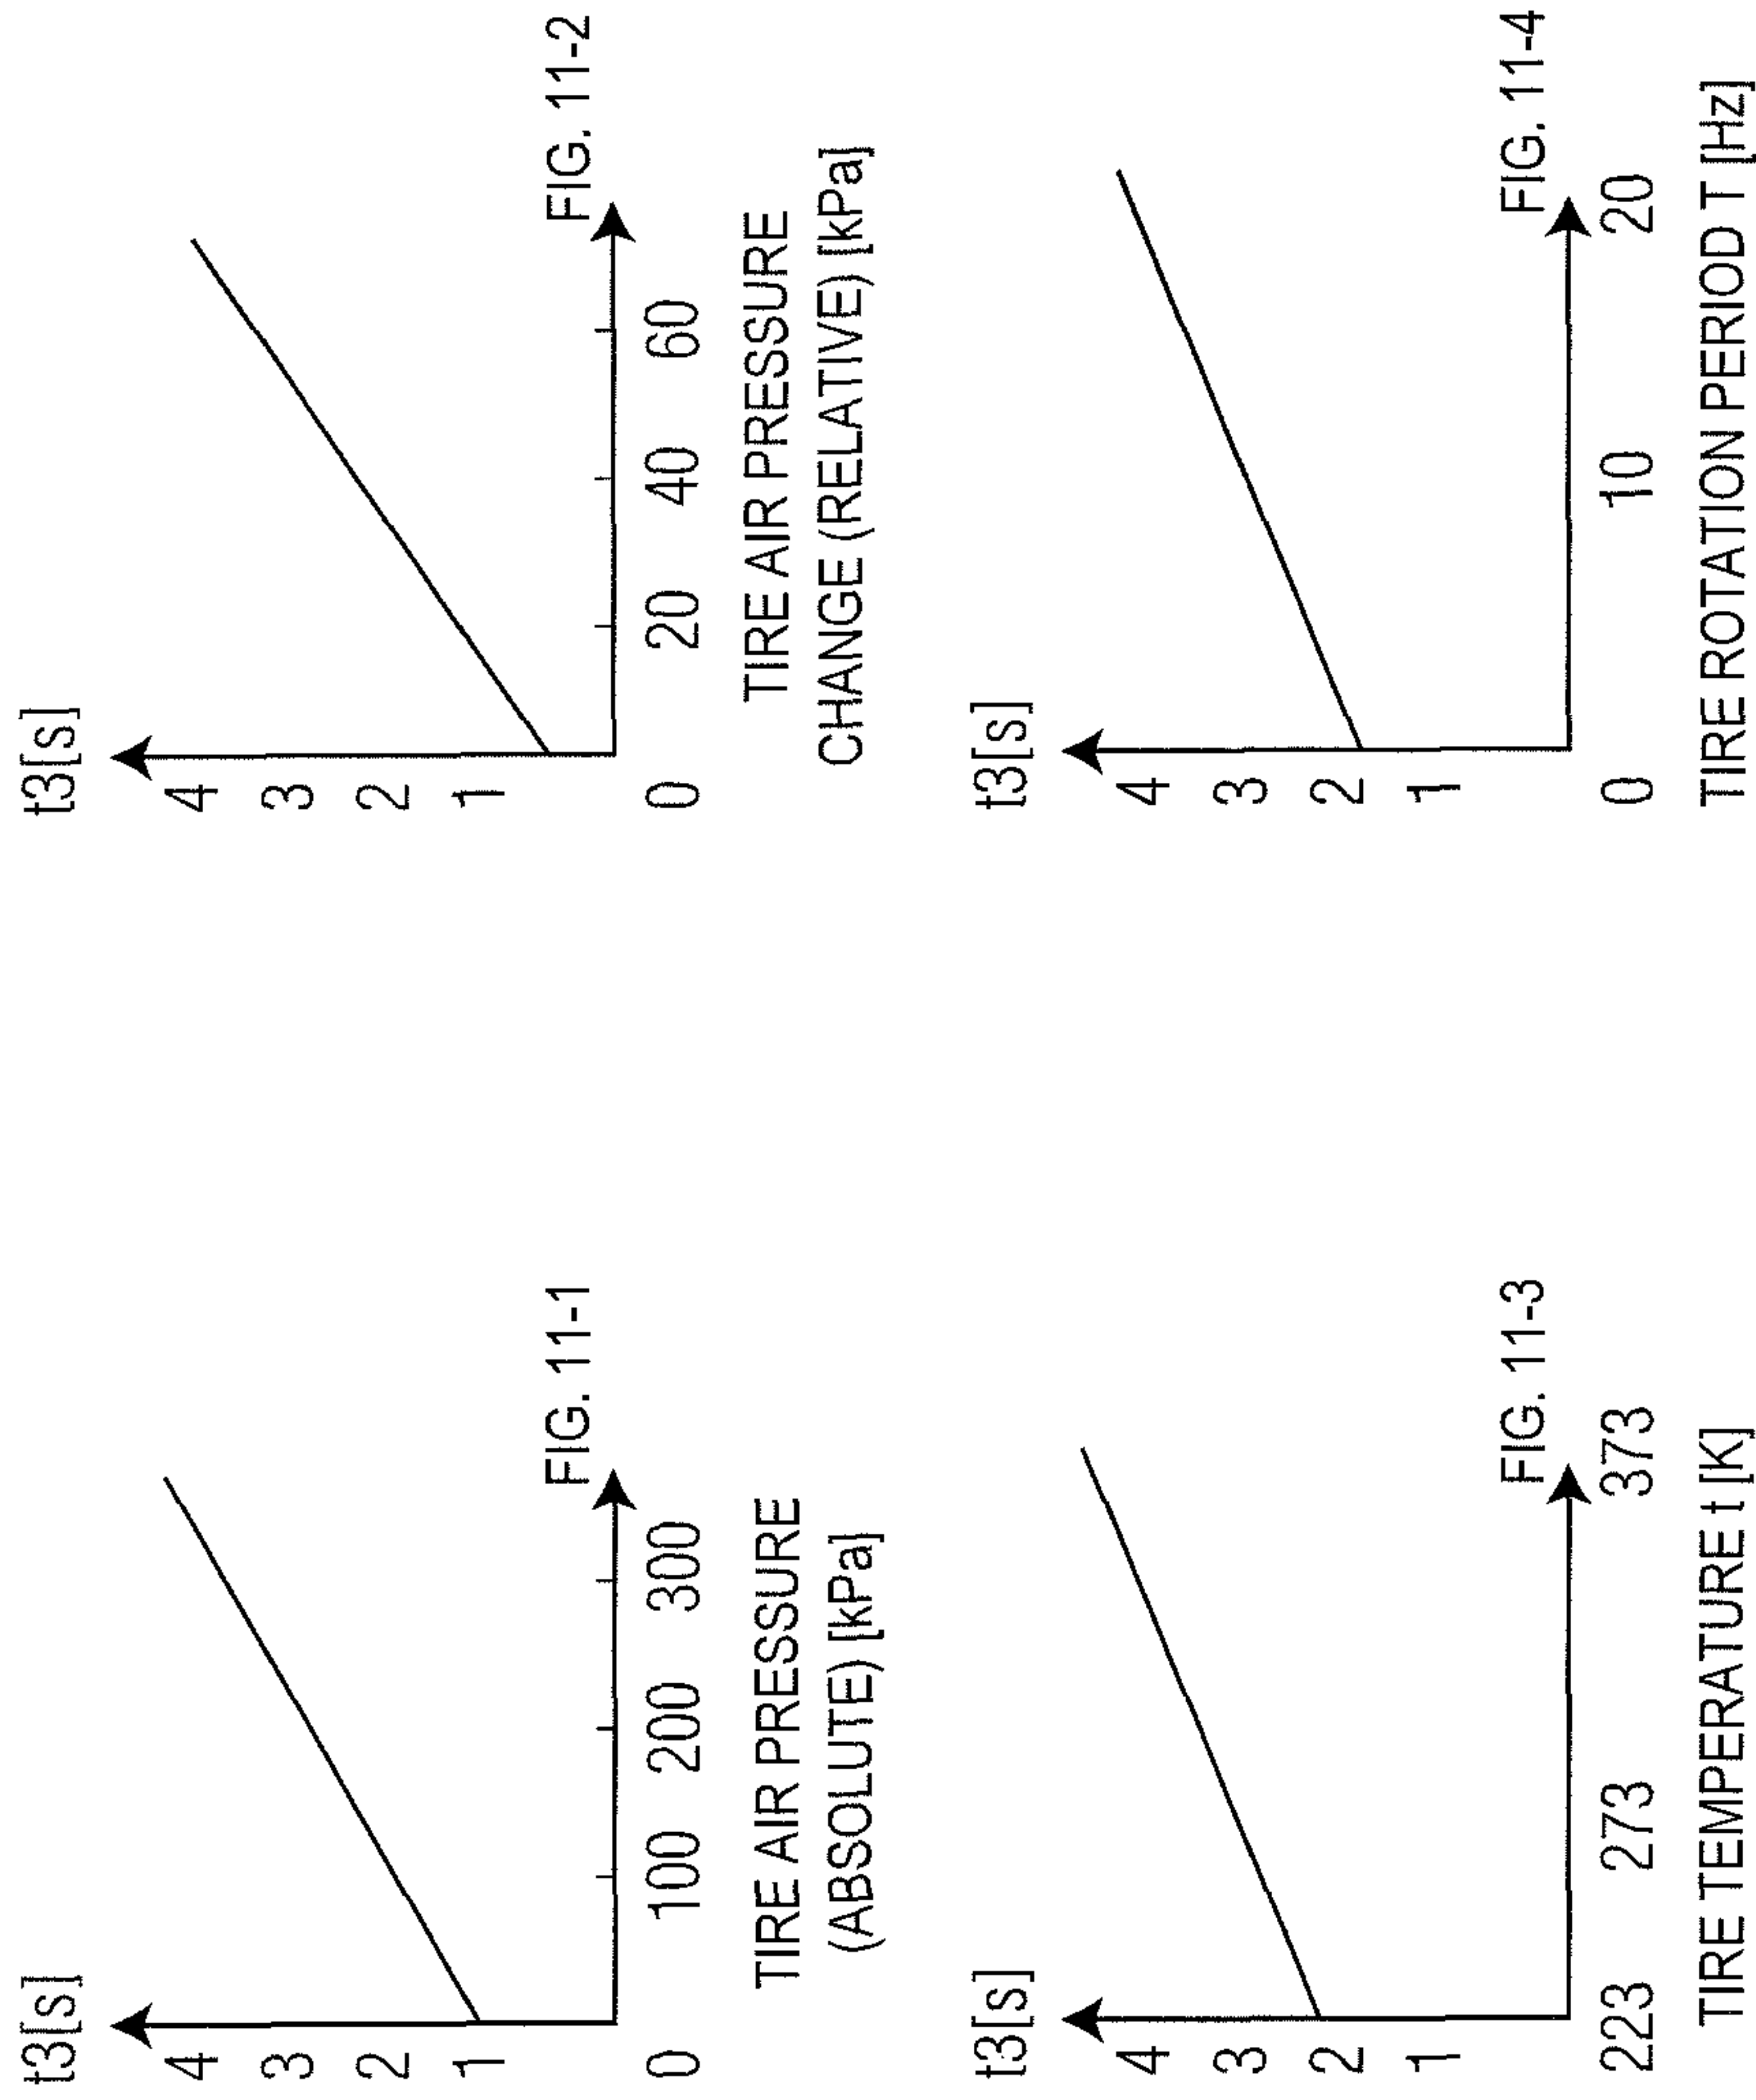 t3[s]
4
3
2
1
0
100
200
300
FIG. 11-1
TIRE AIR PRESSURE
(ABSOLUTE) [kPa]
t3[s]
4
3
2
1
0
20
40
60
FIG. 11-2
TIRE AIR PRESSURE
CHANGE (RELATIVE) [kPa]
t3[s]
4
3
2
1
223
273
373
FIG. 11-3
TIRE TEMPERATURE t [K]
t3[s]
4
3
2
1
0
10
20
FIG. 11-4
TIRE ROTATION PERIOD T [Hz]